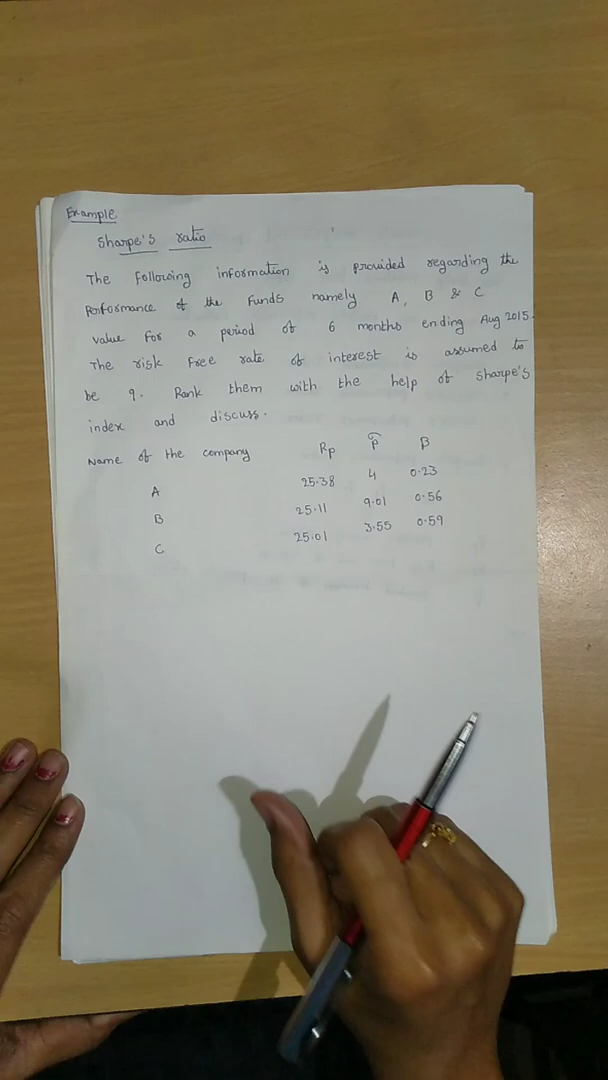 Example
Sharpe's ratio
The following information is provided regarding the
Performance of the Funds namely A, B & C
value for a period of 6 months ending Aug 2015.
The risk free rate of interest is assumed to
be 9. Rank them with the help of sharpe's
index and discuss.
Name of the company Rp σp β
A 25.38 4 0.23
B 25.11 9.01 0.56
C 25.01 3.55 0.59